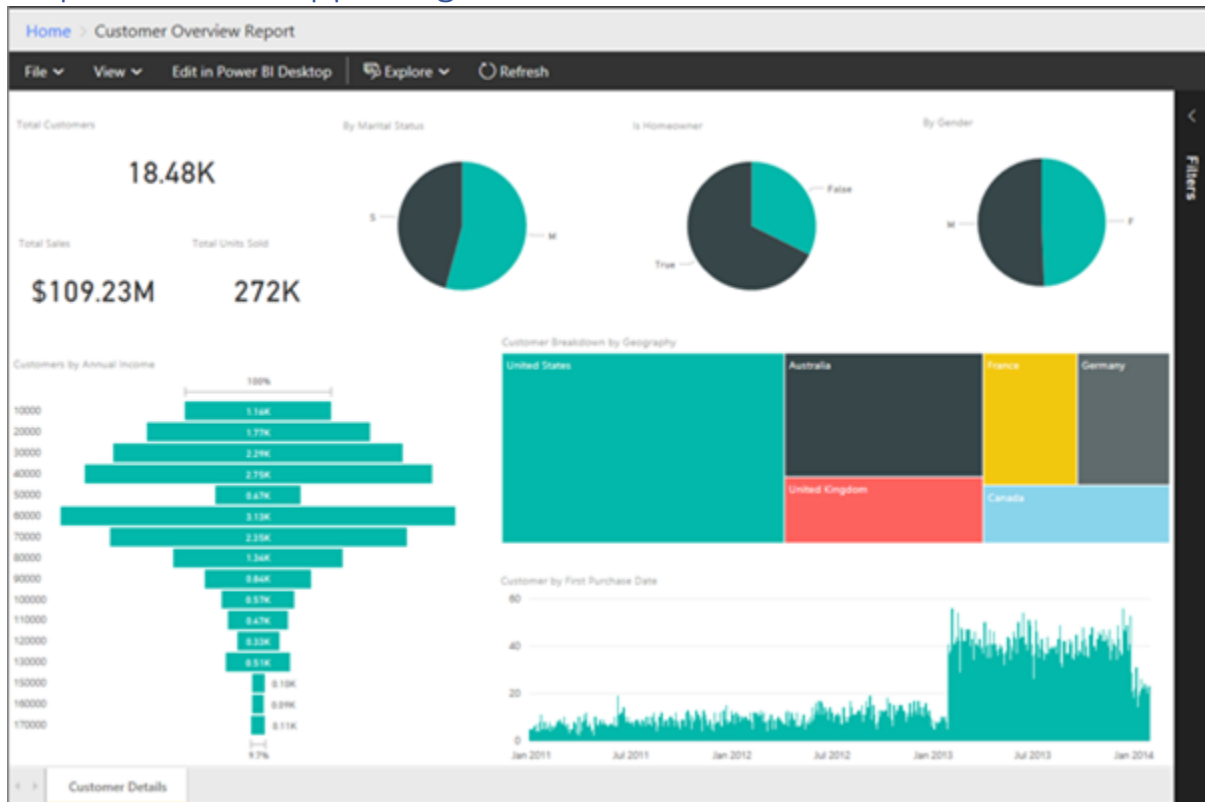 Home > Customer Overview Report
File View Edit in Power BI Desktop Explore Refresh
Filters
Total Customers
18.48K
Total Sales
$109.23M
Total Units Sold
272K
By Marital Status
S
M
Is Homeowner
False
True
By Gender
M
F
Customers by Annual Income
100%
10000 1.16K
20000 1.77K
30000 2.29K
40000 2.75K
50000 0.67K
60000 3.13K
70000 2.35K
80000 1.36K
90000 0.84K
100000 0.57K
110000 0.47K
120000 0.33K
130000 0.51K
150000 0.10K
160000 0.09K
170000 0.11K
9.7%
Customer Breakdown by Geography
United States
Australia
United Kingdom
France
Germany
Canada
Customer by First Purchase Date
60
40
20
0
Jan 2011 Jul 2011 Jan 2012 Jul 2012 Jan 2013 Jul 2013 Jan 2014
Customer Details